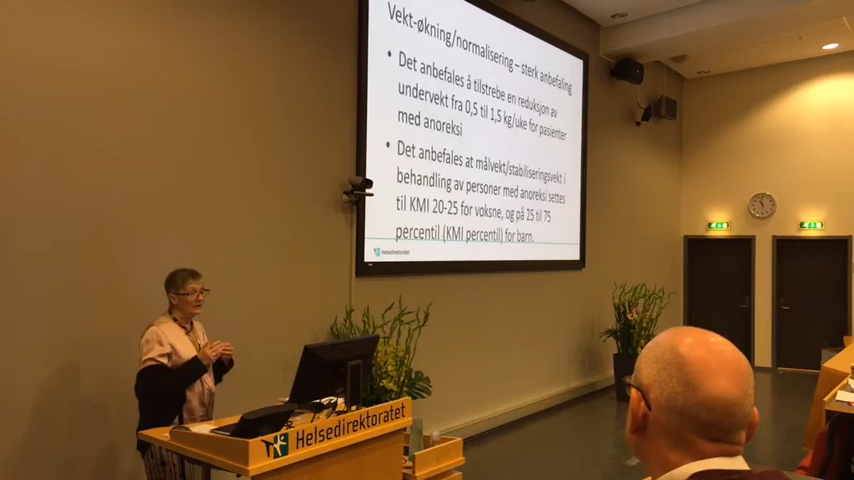 Vekt-økning/normalisering – sterk anbefaling
• Det anbefales å tilstrebe en reduksjon av
undervekt fra 0,5 til 1,5 kg/uke for pasienter
med anoreksi
• Det anbefales at målvekt/stabiliseringsvekt i
behandling av personer med anoreksi settes
til KMI 20-25 for voksne, og på 25 til 75
percentil (KMI percentil) for barn.
Helsedirektoratet
Helsedirektoratet